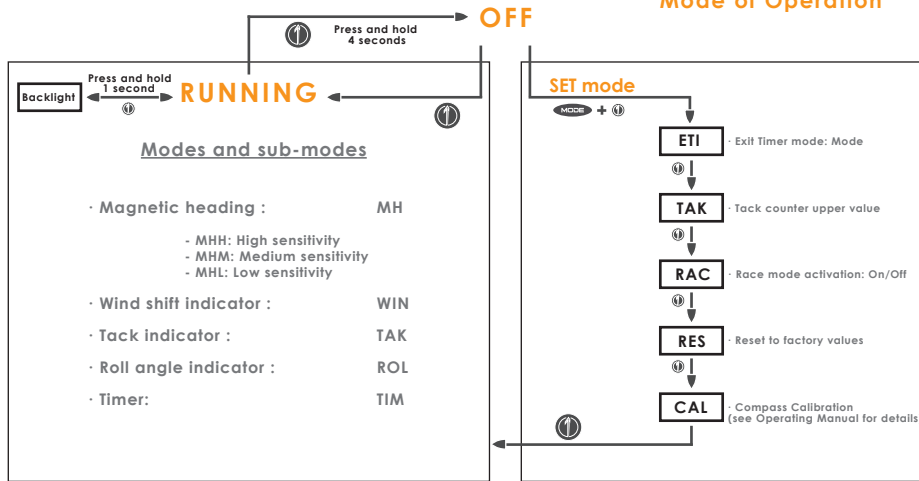 Mode of Operation
OFF
Press and hold
4 seconds
Backlight
Press and hold
1 second
RUNNING
Modes and sub-modes
· Magnetic heading : MH
- MHH: High sensitivity
- MHM: Medium sensitivity
- MHL: Low sensitivity
· Wind shift indicator : WIN
· Tack indicator : TAK
· Roll angle indicator : ROL
· Timer: TIM
SET mode
MODE +
ETI · Exit Timer mode: Mode
TAK · Tack counter upper value
RAC · Race mode activation: On/Off
RES · Reset to factory values
CAL · Compass Calibration
(see Operating Manual for details